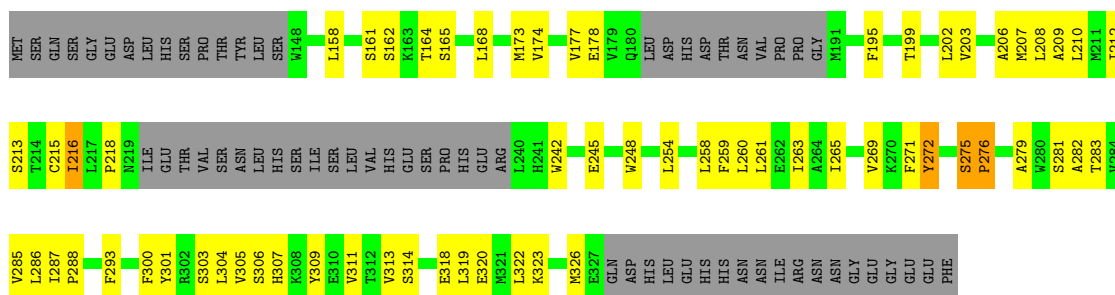 MET SER GLN SER GLY GLU ASP LEU HIS SER PRO THR TYR LEU SER W148 L158 S161 S162 K163 T164 S165 L168 M173 V174 V177 E178 V179 Q180 LEU ASP HIS ASP THR ASN VAL PRO PRO GLY M191 F195 T199 L202 V203 A206 M207 L208 A209 L210 M211
S213 T214 C215 I216 L217 P218 N219 ILE GLU THR VAL SER ASN LEU HIS SER ILE SER LEU VAL HIS GLU SER PRO HIS GLU ARG L240 H241 W242 E245 W248 L254 L258 F259 L260 L261 E262 I263 A264 I265 V269 K270 F271 Y272 S275 P276 A279 W280 S281 A282 T283
V285 L286 I287 P288 F293 F300 Y301 R302 S303 L304 V305 S306 H307 K308 Y309 E310 V311 T312 V313 S314 E318 L319 E320 M321 L322 K323 M326 E327 GLN ASP HIS LEU GLU HIS HIS ASN ASN ILE ARG ASN ASN GLY GLU GLY GLU GLU PHE